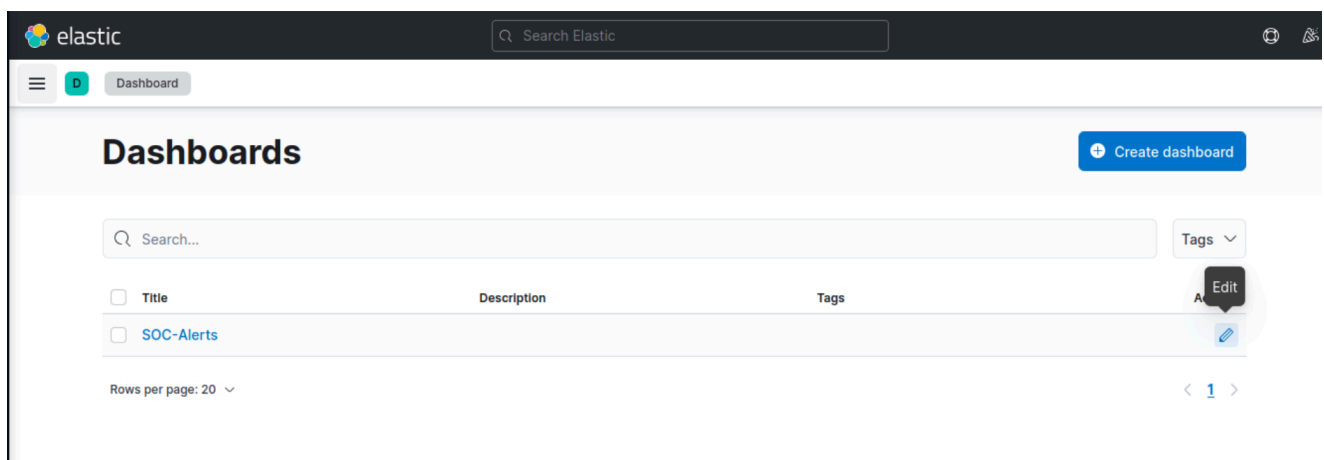 elastic
Search Elastic
D
Dashboard
Dashboards
Create dashboard
Search...
Tags
Edit
Title
Description
Tags
SOC-Alerts
Rows per page: 20
1